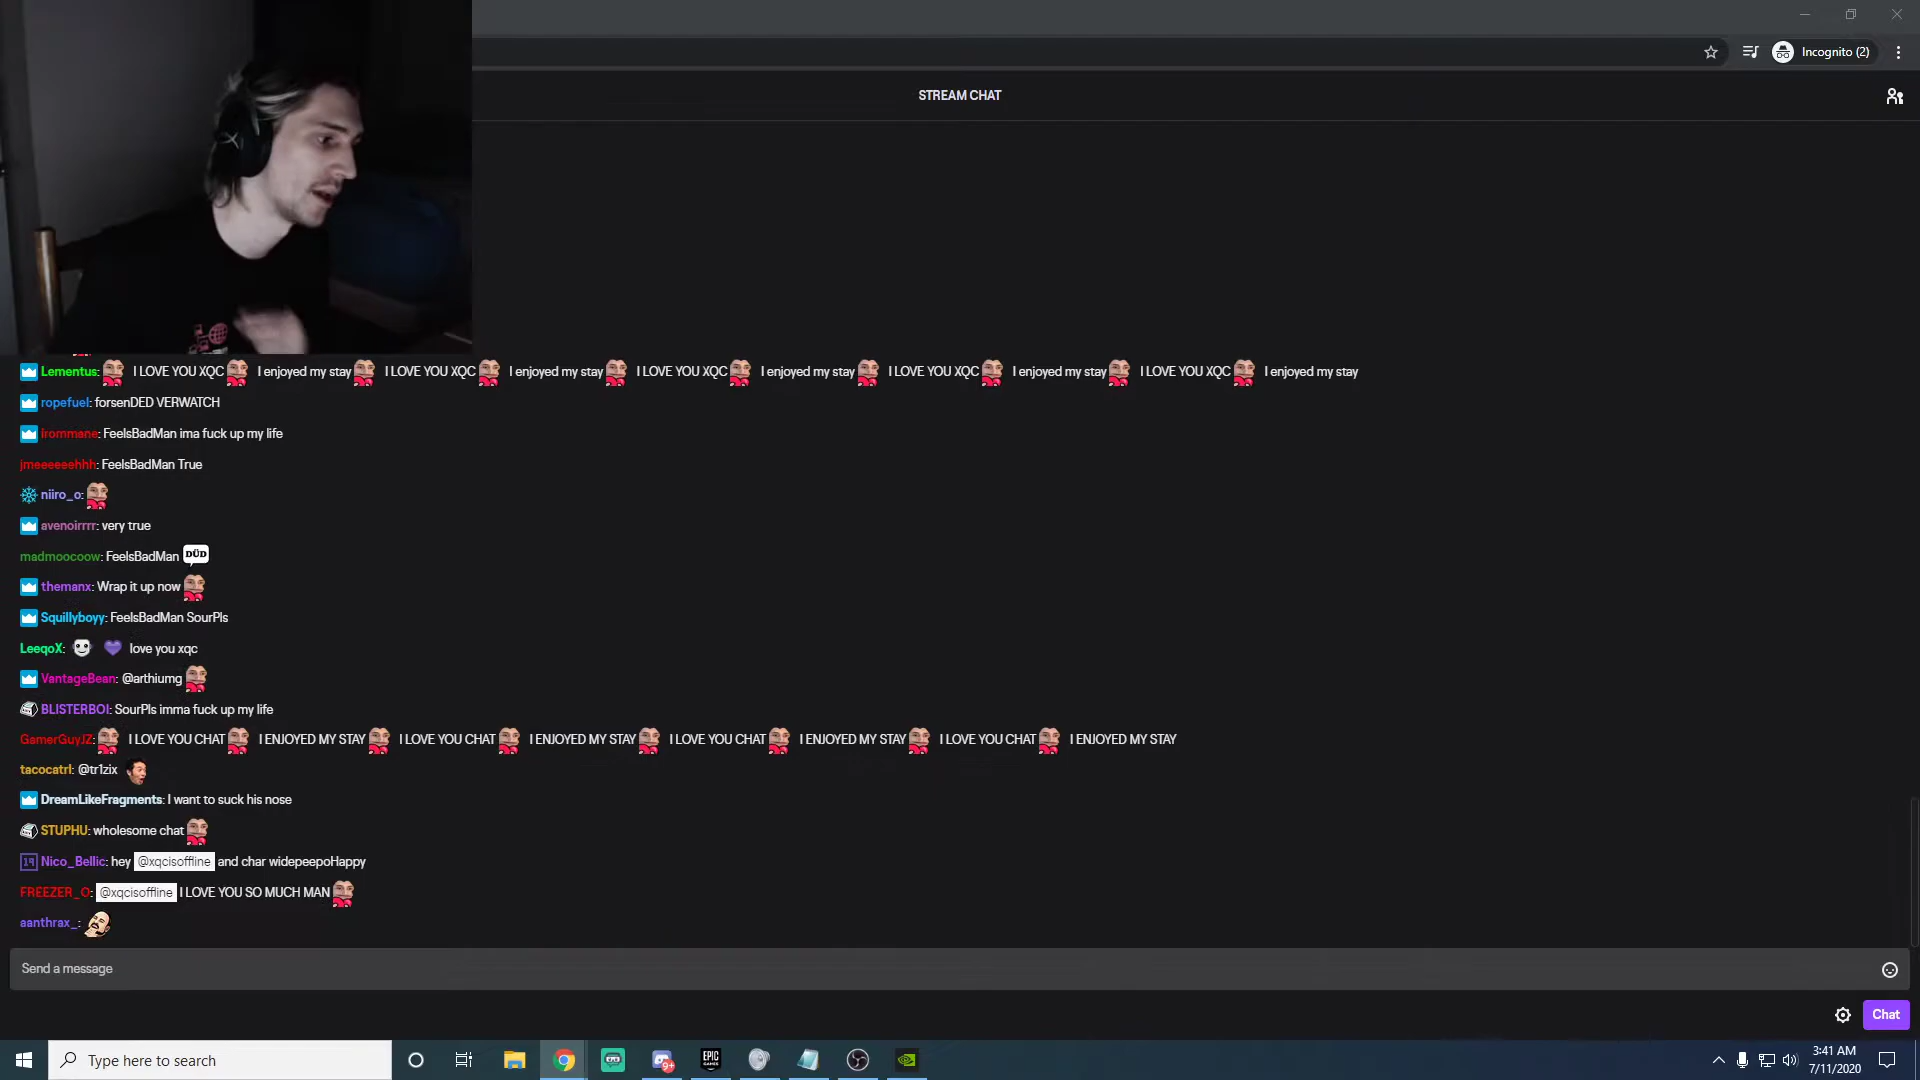 Incognito (2)
STREAM CHAT
Lementus: I LOVE YOU XQC I enjoyed my stay I LOVE YOU XQC I enjoyed my stay I LOVE YOU XQC I enjoyed my stay I LOVE YOU XQC I enjoyed my stay I LOVE YOU XQC I enjoyed my stay
ropefuel: forsenDED VERWATCH
irommane: FeelsBadMan ima fuck up my life
jmeeeeeehhh: FeelsBadMan True
niiro_o:
avenoirrrr: very true
madmoocoow: FeelsBadMan DÜD
themanx: Wrap it up now
Squillyboyy: FeelsBadMan SourPls
LeeqoX: love you xqc
VantageBean: @arthiumg
BLISTERBOI: SourPls imma fuck up my life
GamerGuyJZ: I LOVE YOU CHAT I ENJOYED MY STAY I LOVE YOU CHAT I ENJOYED MY STAY I LOVE YOU CHAT I ENJOYED MY STAY I LOVE YOU CHAT I ENJOYED MY STAY
tacocatrl: @tr1zix
DreamLikeFragments: I want to suck his nose
STUPHU: wholesome chat
19 Nico_Bellic: hey @xqcisoffline and char widepeepoHappy
FREEZER_O: @xqcisoffline I LOVE YOU SO MUCH MAN
aanthrax_:
Send a message
Chat
Type here to search
9+
EPIC GAMES
3:41 AM
7/11/2020